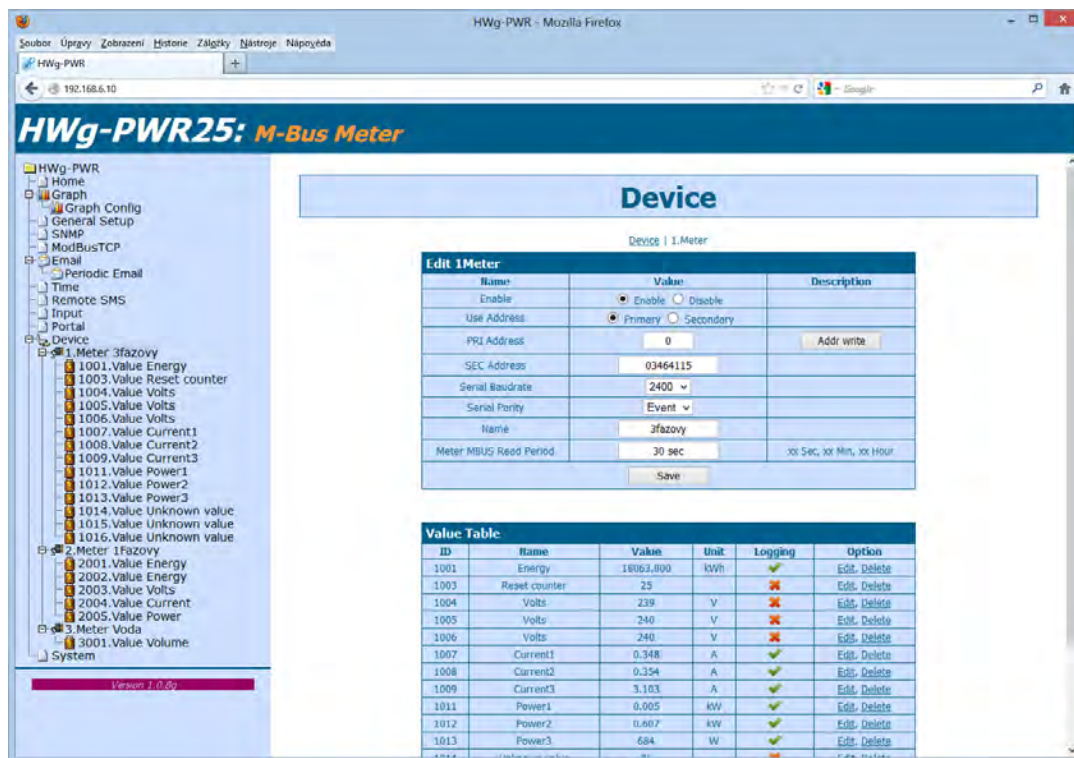 HWg-PWR - Mozilla Firefox
Soubor Úpravy Zobrazení Historie Záložky Nástroje Nápověda
HWg-PWR
192.168.6.10
Google
HWg-PWR25: M-Bus Meter
HWg-PWR
Home
Graph
Graph Config
General Setup
SNMP
ModBusTCP
Email
Periodic Email
Time
Remote SMS
Input
Portal
Device
1.Meter 3fazovy
1001.Value Energy
1003.Value Reset counter
1004.Value Volts
1005.Value Volts
1006.Value Volts
1007.Value Current1
1008.Value Current2
1009.Value Current3
1011.Value Power1
1012.Value Power2
1013.Value Power3
1014.Value Unknown value
1015.Value Unknown value
1016.Value Unknown value
2.Meter 1Fazovy
2001.Value Energy
2002.Value Energy
2003.Value Volts
2004.Value Current
2005.Value Power
3.Meter Voda
3001.Value Volume
System
Version 1.0.8g
Device
Device | 1.Meter
Edit 1Meter
Name Value Description
Enable Enable Disable
Use Address Primary Secondary
PRI Address 0 Addr write
SEC Address 03464115
Serial Baudrate 2400
Serial Parity Event
Name 3fazovy
Meter MBUS Read Period 30 sec xx Sec, xx Min, xx Hour
Save
Value Table
ID Name Value Unit Logging Option
1001 Energy kWh Edit, Delete
1003 Reset counter 25 Edit, Delete
1004 Volts 239 V Edit, Delete
1005 Volts 240 V Edit, Delete
1006 Volts 240 V Edit, Delete
1007 Current1 0.348 A Edit, Delete
1008 Current2 0.354 A Edit, Delete
1009 Current3 3.103 A Edit, Delete
1011 Power1 0.005 kW Edit, Delete
1012 Power2 0.607 kW Edit, Delete
1013 Power3 684 W Edit, Delete